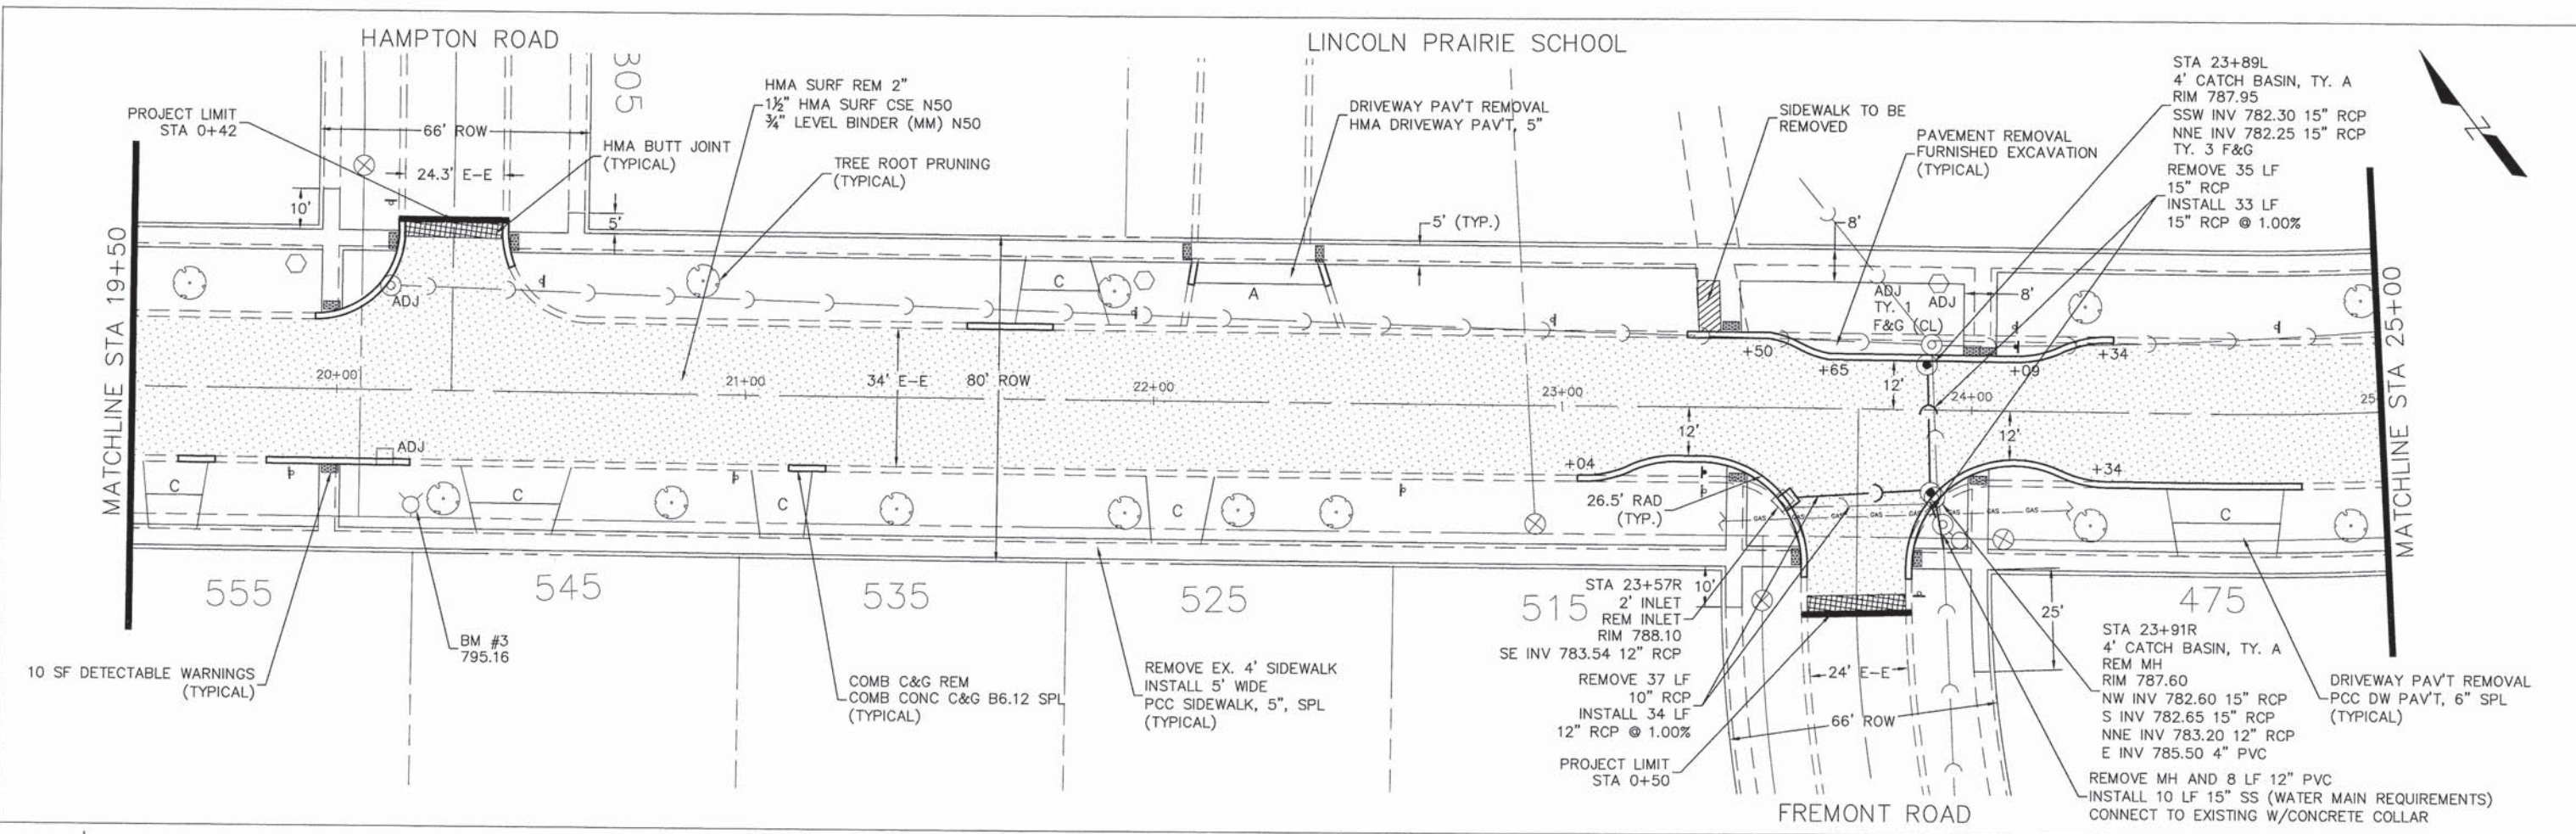 HAMPTON ROAD
LINCOLN PRAIRIE SCHOOL
305
PROJECT LIMIT
STA 0+42
66' ROW
24.3' E-E
10'
HMA SURF REM 2"
1½" HMA SURF CSE N50
¾" LEVEL BINDER (MM) N50
HMA BUTT JOINT
(TYPICAL)
TREE ROOT PRUNING
(TYPICAL)
5'
DRIVEWAY PAV'T REMOVAL
HMA DRIVEWAY PAV'T, 5"
5' (TYP.)
SIDEWALK TO BE
REMOVED
PAVEMENT REMOVAL
FURNISHED EXCAVATION
(TYPICAL)
8'
STA 23+89L
4' CATCH BASIN, TY. A
RIM 787.95
SSW INV 782.30 15" RCP
NNE INV 782.25 15" RCP
TY. 3 F&G
REMOVE 35 LF
15" RCP
INSTALL 33 LF
15" RCP @ 1.00%
Z
MATCHLINE STA 19+50
ADJ
C
A
ADJ
TY. 1
F&G (CL)
ADJ
8'
MATCHLINE STA 25+00
20+00
21+00
34' E-E
80' ROW
22+00
23+00
+50
+65
12'
+09
24+00
+34
25
12'
12'
ADJ
C
C
C
C
+04
+34
26.5' RAD
(TYP.)
GAS GAS GAS GAS GAS GAS GAS
C
555
545
535
525
515
475
10 SF DETECTABLE WARNINGS
(TYPICAL)
BM #3
795.16
COMB C&G REM
COMB CONC C&G B6.12 SPL
(TYPICAL)
REMOVE EX. 4' SIDEWALK
INSTALL 5' WIDE
PCC SIDEWALK, 5", SPL
(TYPICAL)
STA 23+57R
2' INLET
REM INLET
RIM 788.10
SE INV 783.54 12" RCP
REMOVE 37 LF
10" RCP
INSTALL 34 LF
12" RCP @ 1.00%
PROJECT LIMIT
STA 0+50
10'
24' E-E
66' ROW
25'
FREMONT ROAD
STA 23+91R
4' CATCH BASIN, TY. A
REM MH
RIM 787.60
NW INV 782.60 15" RCP
S INV 782.65 15" RCP
NNE INV 783.20 12" RCP
E INV 785.50 4" PVC
REMOVE MH AND 8 LF 12" PVC
INSTALL 10 LF 15" SS (WATER MAIN REQUIREMENTS)
CONNECT TO EXISTING W/CONCRETE COLLAR
DRIVEWAY PAV'T REMOVAL
PCC DW PAV'T, 6" SPL
(TYPICAL)